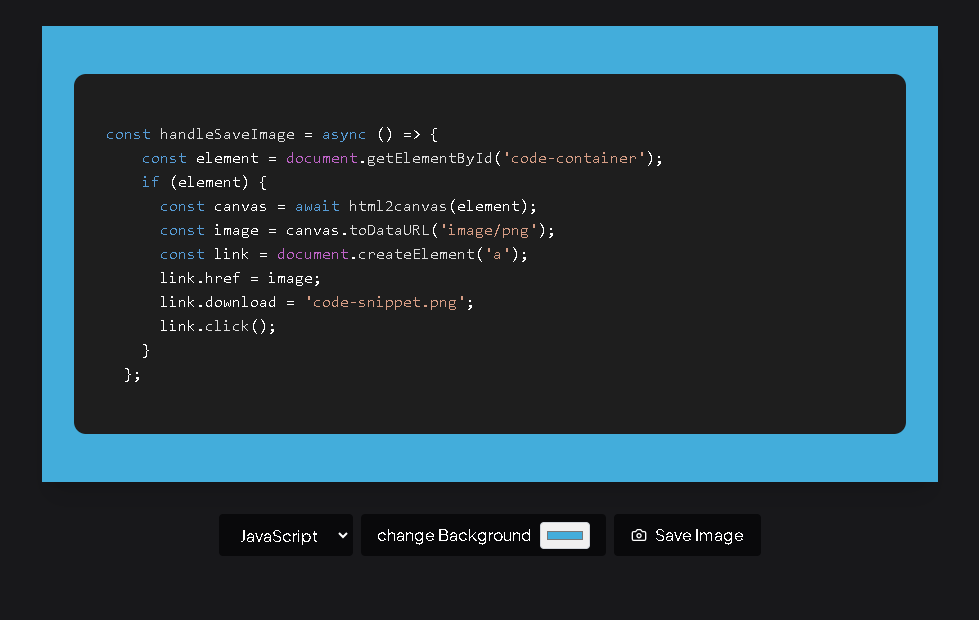 const handleSaveImage = async () => {
    const element = document.getElementById('code-container');
    if (element) {
      const canvas = await html2canvas(element);
      const image = canvas.toDataURL('image/png');
      const link = document.createElement('a');
      link.href = image;
      link.download = 'code-snippet.png';
      link.click();
    }
  };
JavaScript change Background Save Image